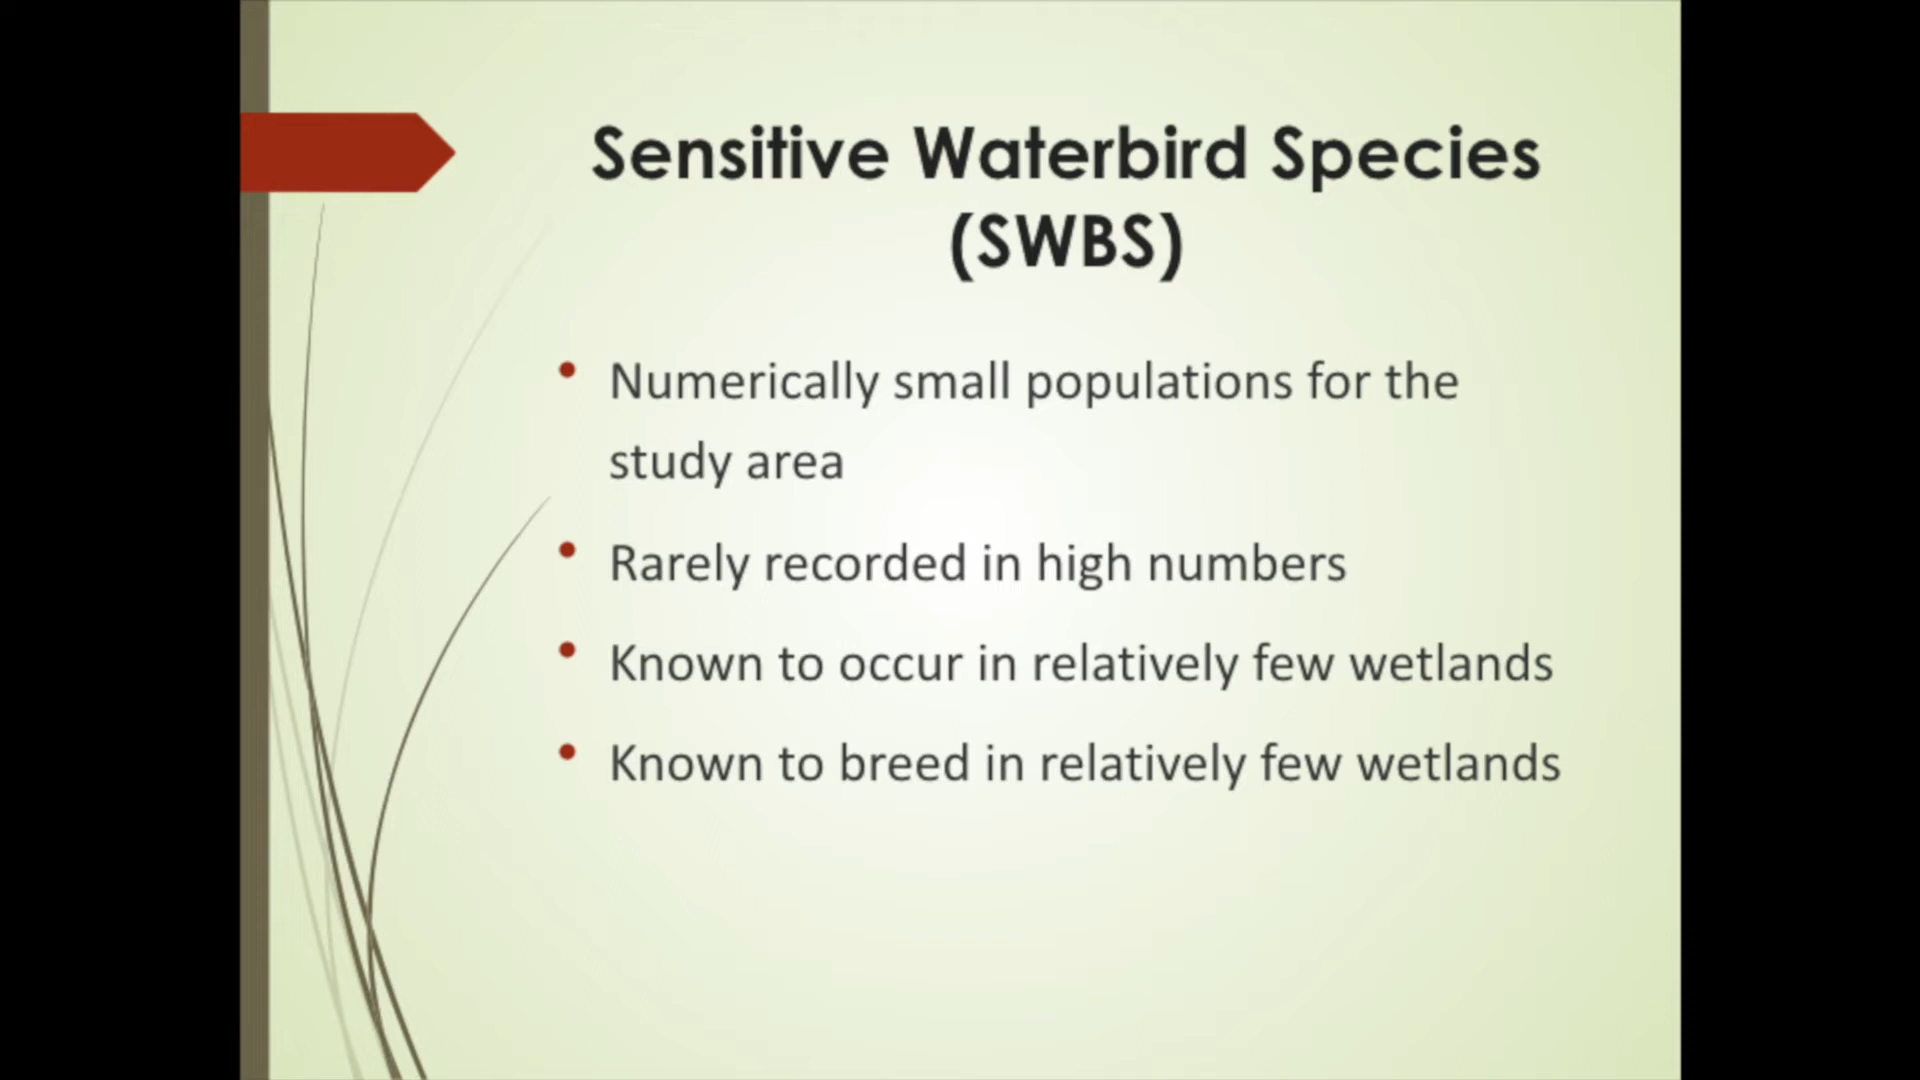 Sensitive Waterbird Species
(SWBS)
• Numerically small populations for the
study area
• Rarely recorded in high numbers
• Known to occur in relatively few wetlands
• Known to breed in relatively few wetlands